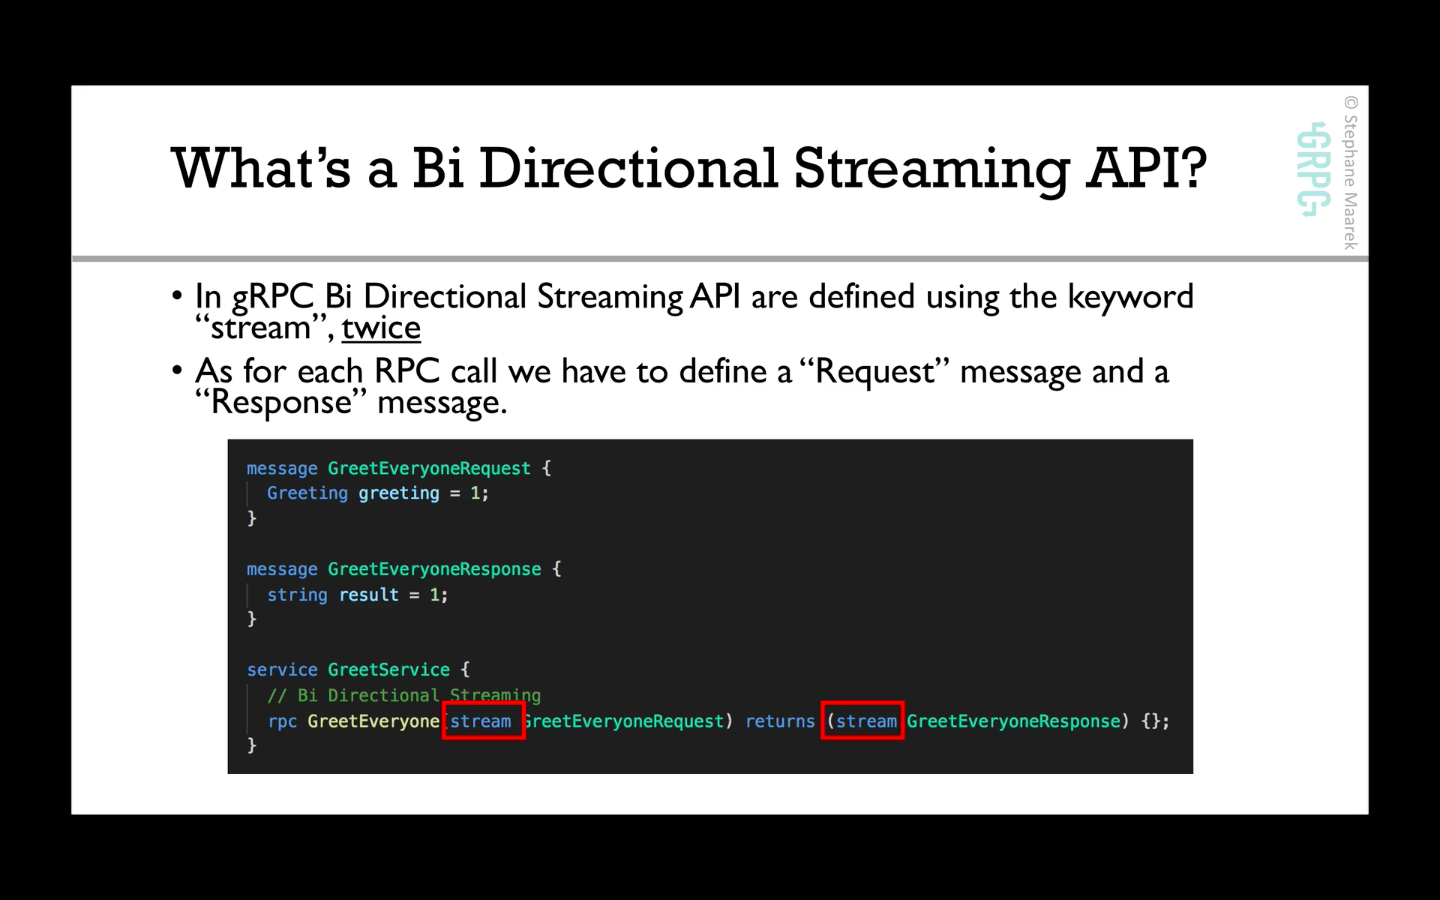 What's a Bi Directional Streaming API?
GRPC
© Stephane Maarek
• In gRPC Bi Directional Streaming API are defined using the keyword
“stream”, twice
• As for each RPC call we have to define a “Request” message and a
“Response” message.
message GreetEveryoneRequest {
Greeting greeting = 1;
}
message GreetEveryoneResponse {
string result = 1;
}
service GreetService {
// Bi Directional Streaming
rpc GreetEveryone(stream GreetEveryoneRequest) returns (stream GreetEveryoneResponse) {};
}